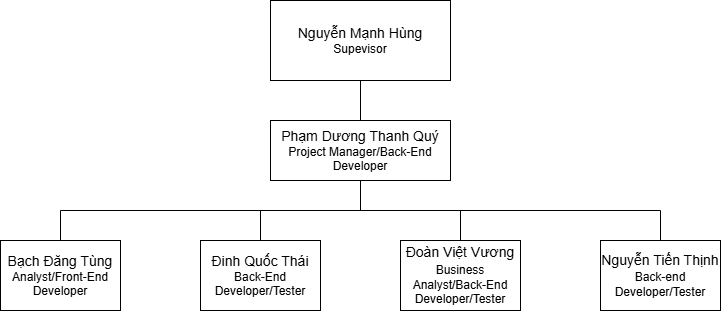 Nguyễn Mạnh Hùng
Supevisor
Phạm Dương Thanh Quý
Project Manager/Back-End
Developer
Bạch Đăng Tùng
Analyst/Front-End
Developer
Đinh Quốc Thái
Back-End
Developer/Tester
Đoàn Việt Vương
Business
Analyst/Back-End
Developer/Tester
Nguyễn Tiến Thịnh
Back-end
Developer/Tester